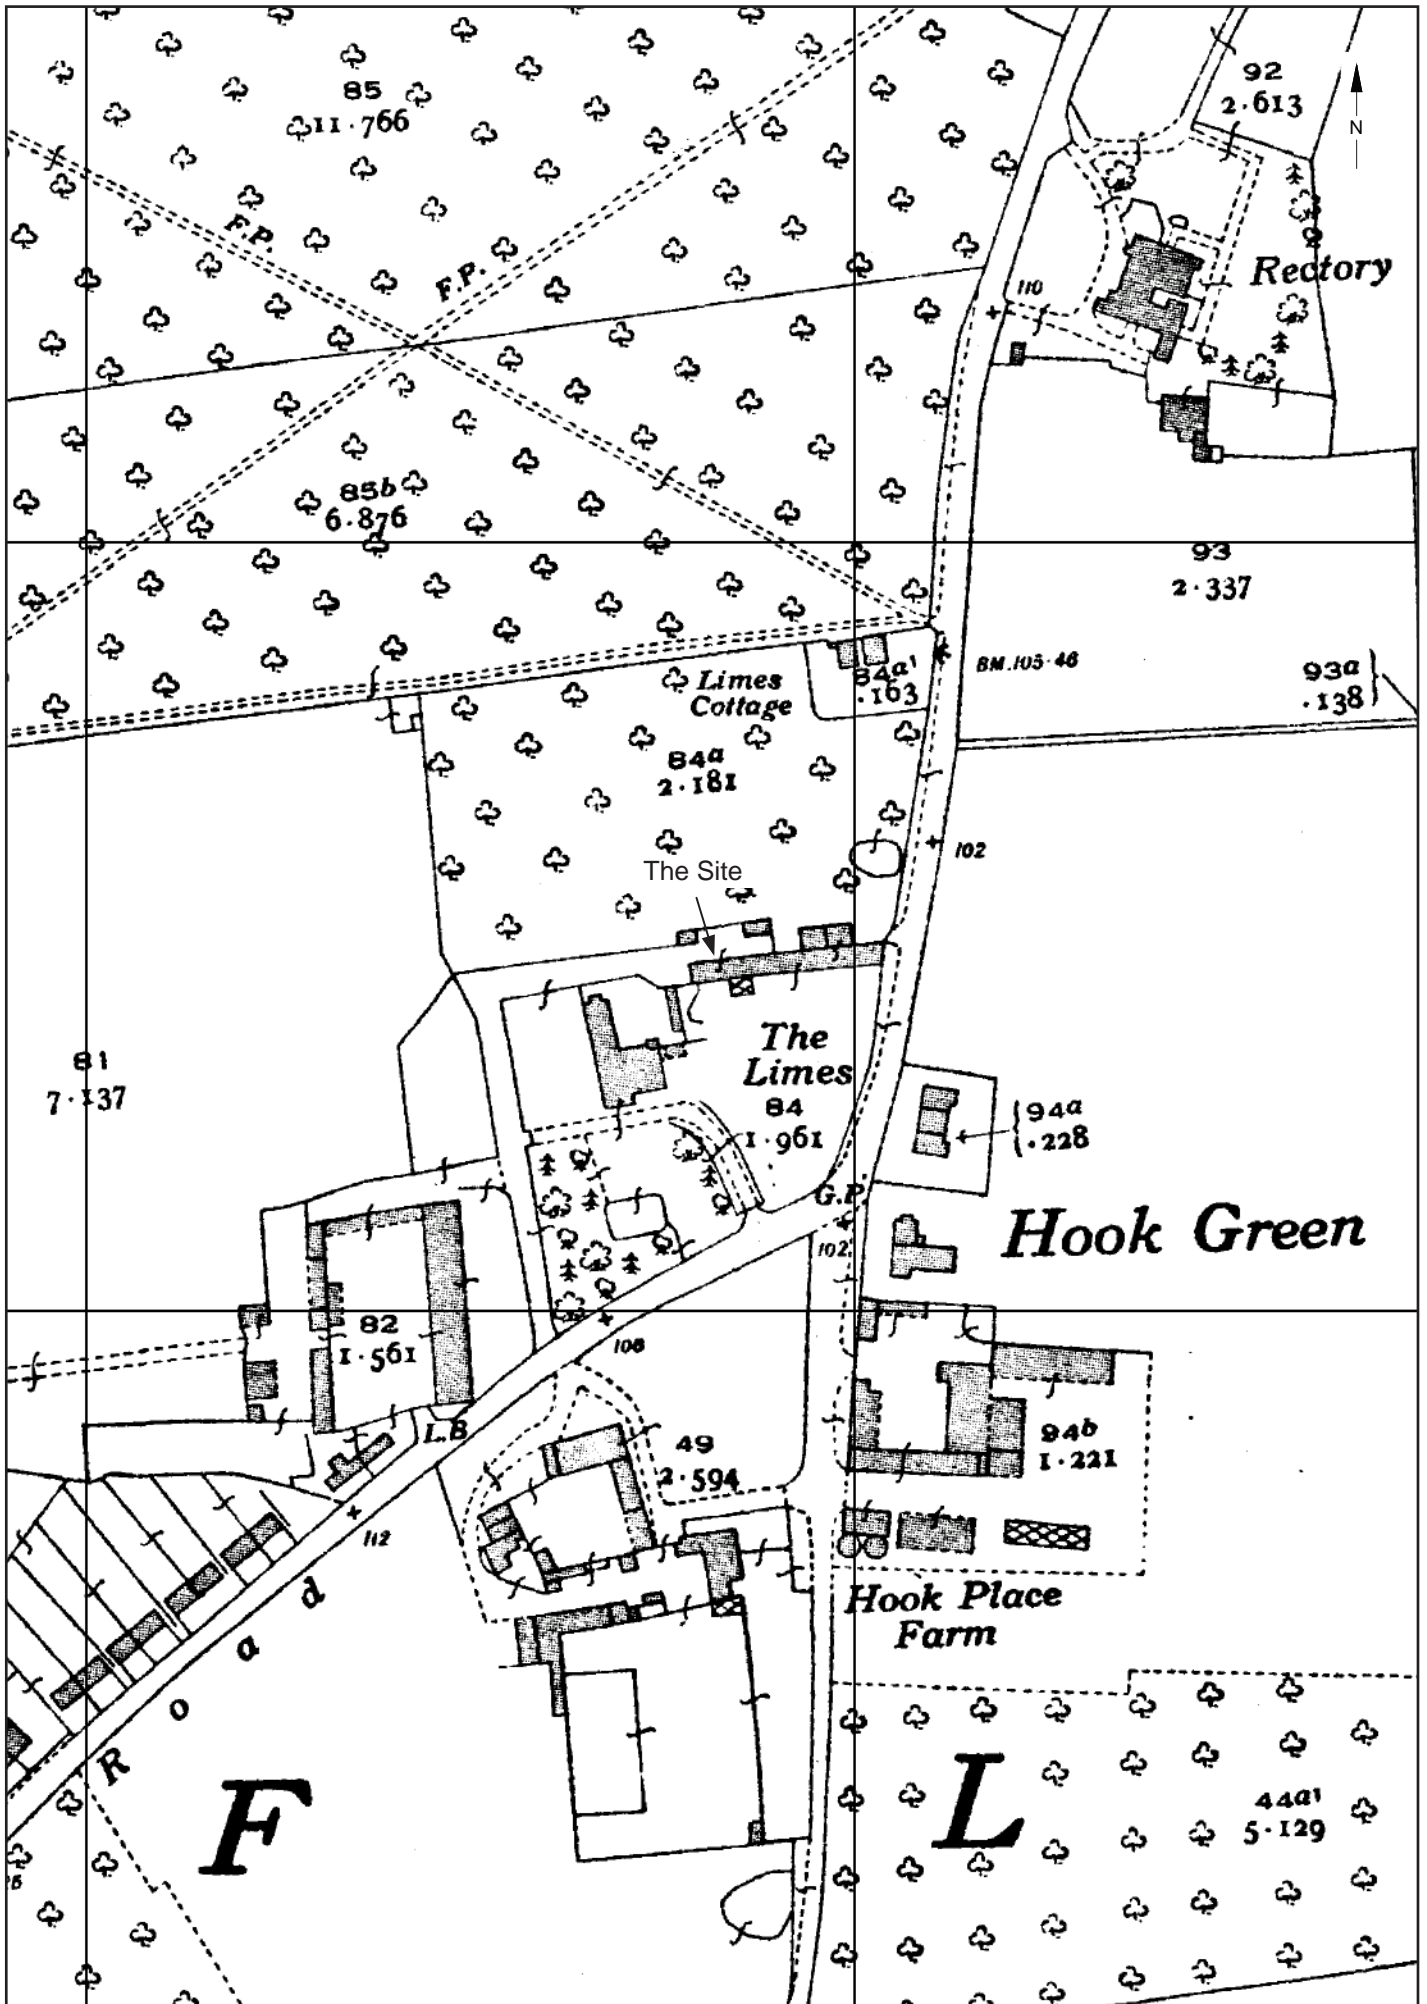 85
11·766
92
2·613
N
F.P.
F.P.
Rectory
110
85b
6·876
93
2·337
BM.105·46
93a
·138
84a¹
·163
Limes
Cottage
84a
2·181
102
The Site
The
Limes
84
1·961
81
7·137
94a
·228
G.P
102
Hook Green
82
1·561
108
L.B
49
2·594
94b
1·221
112
Hook Place
Farm
Road
F
L
44a¹
5·129